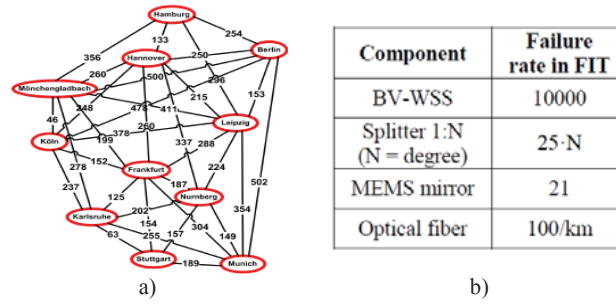 Hamburg
133
254
Berlin
356
Hannover
250
260
500
296
Mönchengladbach
215
153
478
411
46
248
Leipzig
Köln
199
378
260
288
337
152
502
278
Frankfurt
224
237
187
125
Nurnberg
354
202
Karlsruhe
154
304
149
63
255
157
Stuttgart
189
Munich
a)
Component
Failure
rate in FIT
BV-WSS
10000
Splitter 1:N
(N = degree)
25·N
MEMS mirror
21
Optical fiber
100/km
b)